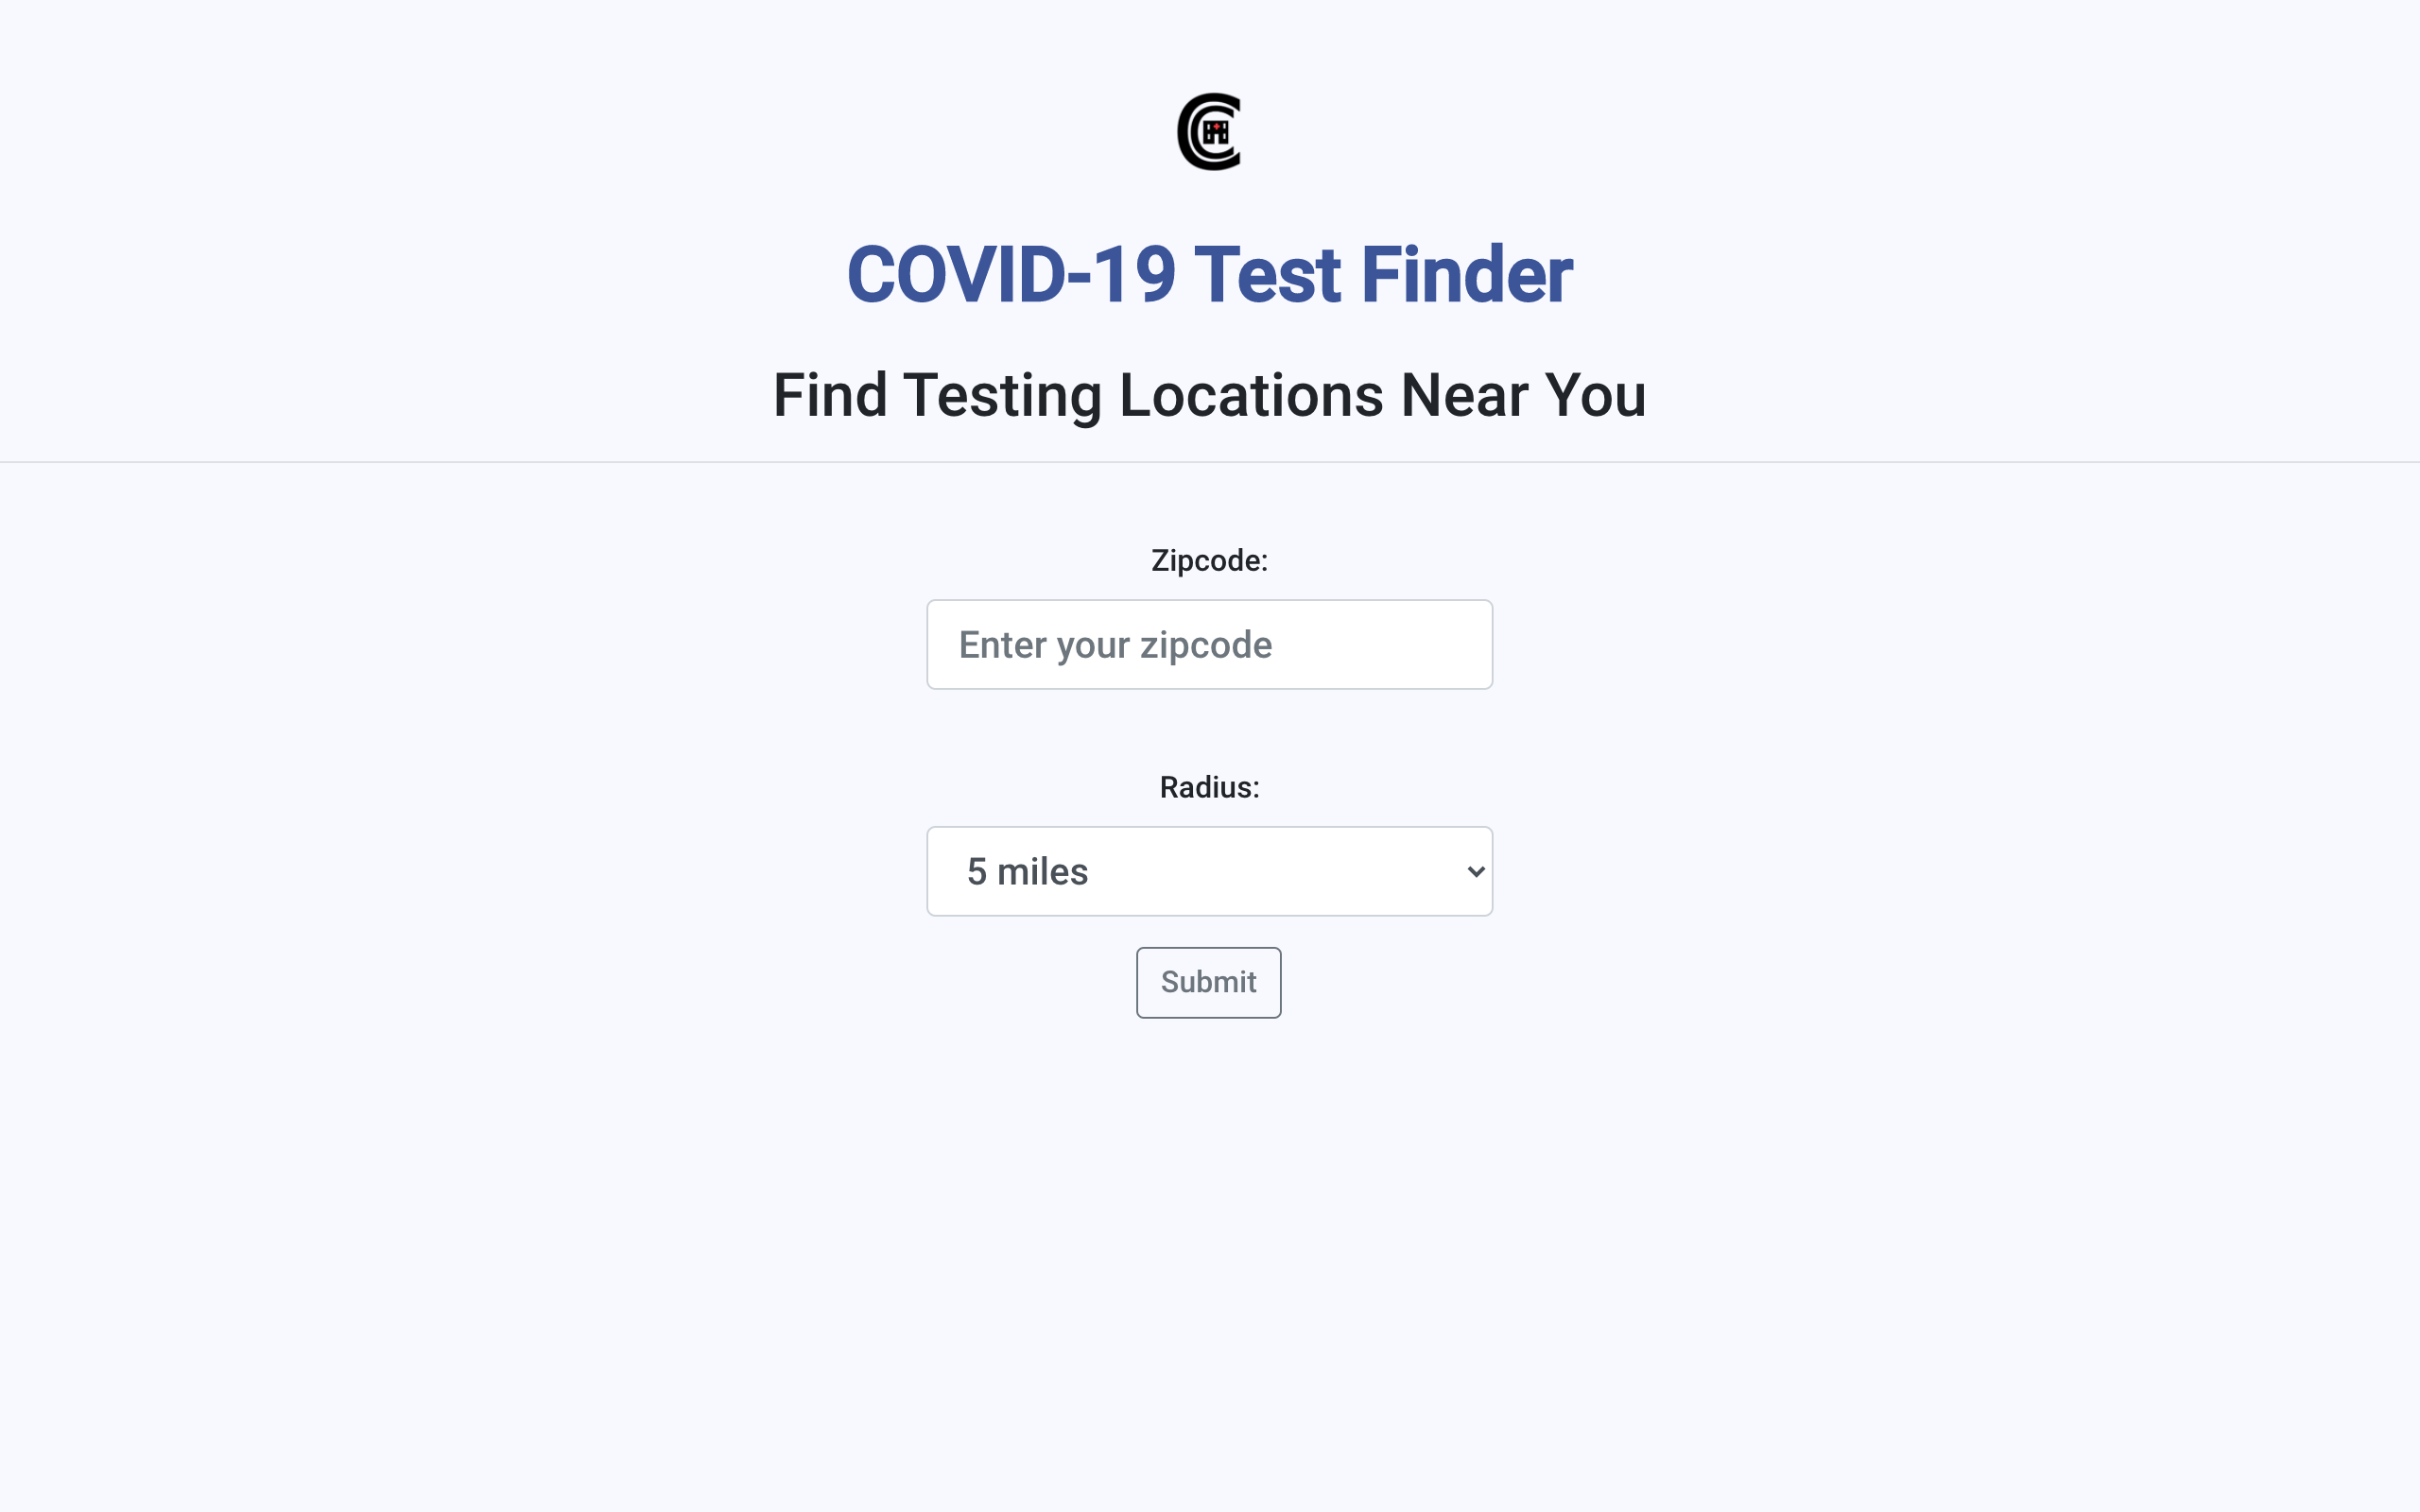 COVID-19 Test Finder
Find Testing Locations Near You
Zipcode:
Enter your zipcode
Radius:
5 miles
Submit